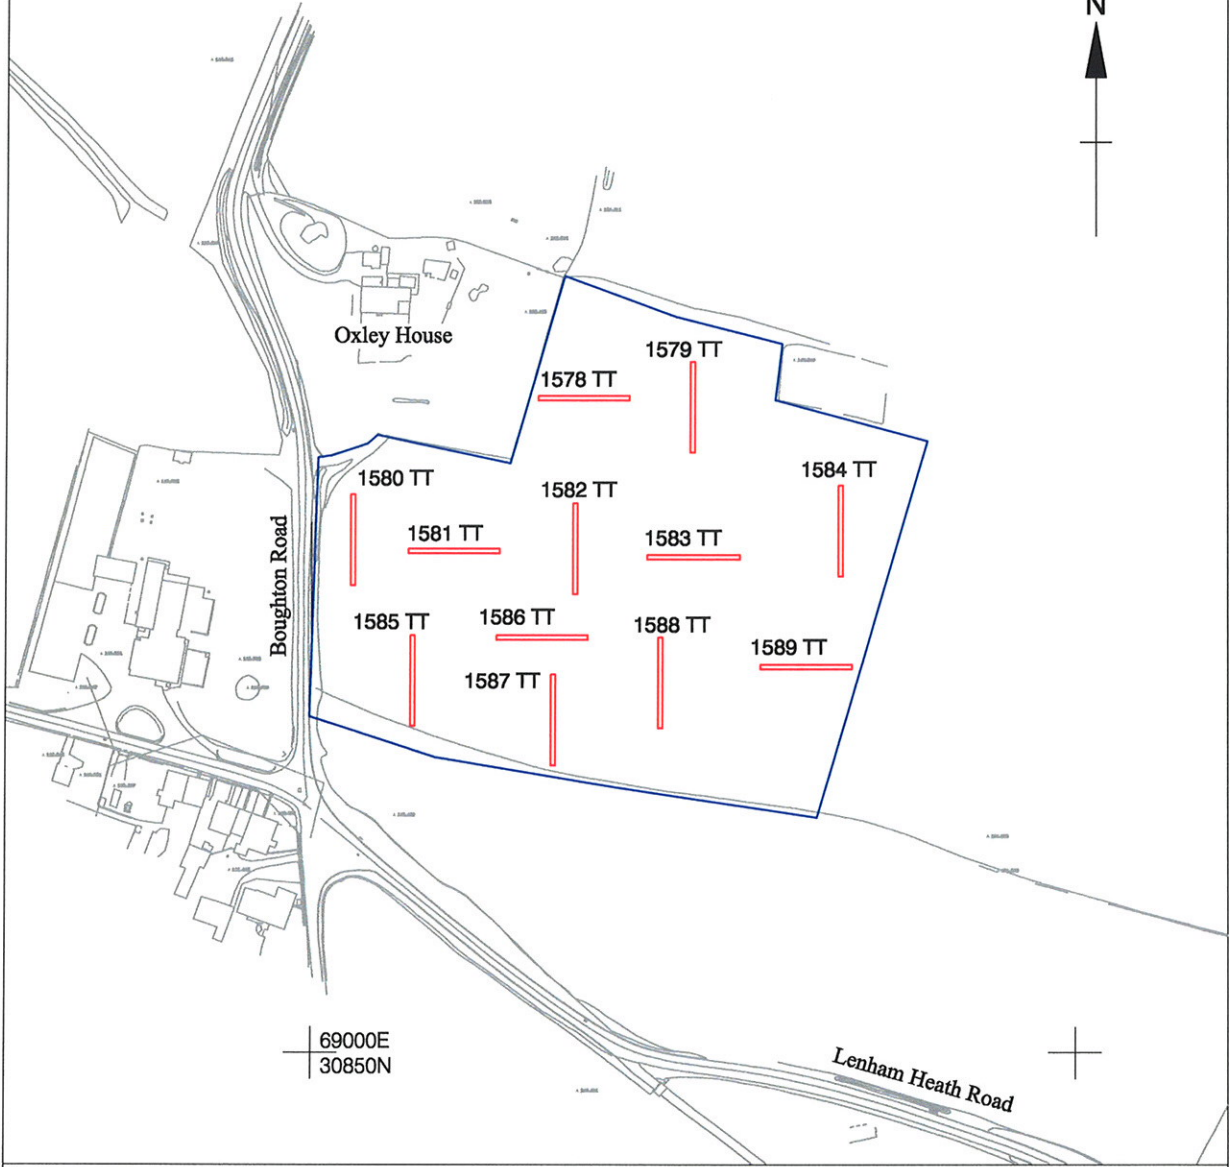 N
Oxley House
1579 TT
1578 TT
1580 TT
1582 TT
1584 TT
1581 TT
1583 TT
Boughton Road
1585 TT
1586 TT
1588 TT
1589 TT
1587 TT
69000E
30850N
Lenham Heath Road